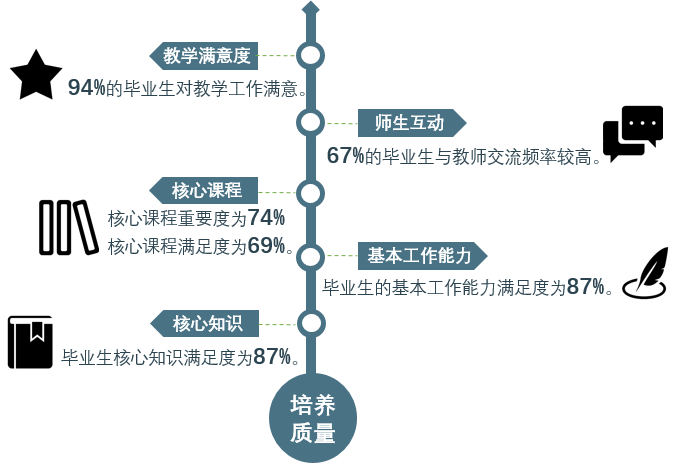 教学满意度
94%的毕业生对教学工作满意。
师生互动
67%的毕业生与教师交流频率较高。
核心课程
核心课程重要度为74%
核心课程满足度为69%。
基本工作能力
毕业生的基本工作能力满足度为87%。
核心知识
毕业生核心知识满足度为87%。
培养
质量